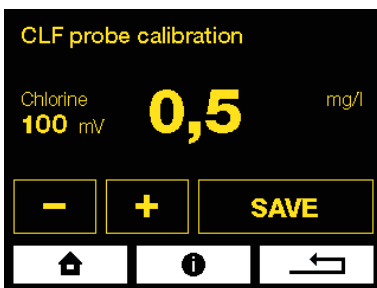 CLF probe calibration
Chlorine
100 mV 0,5 mg/l
- + SAVE
i